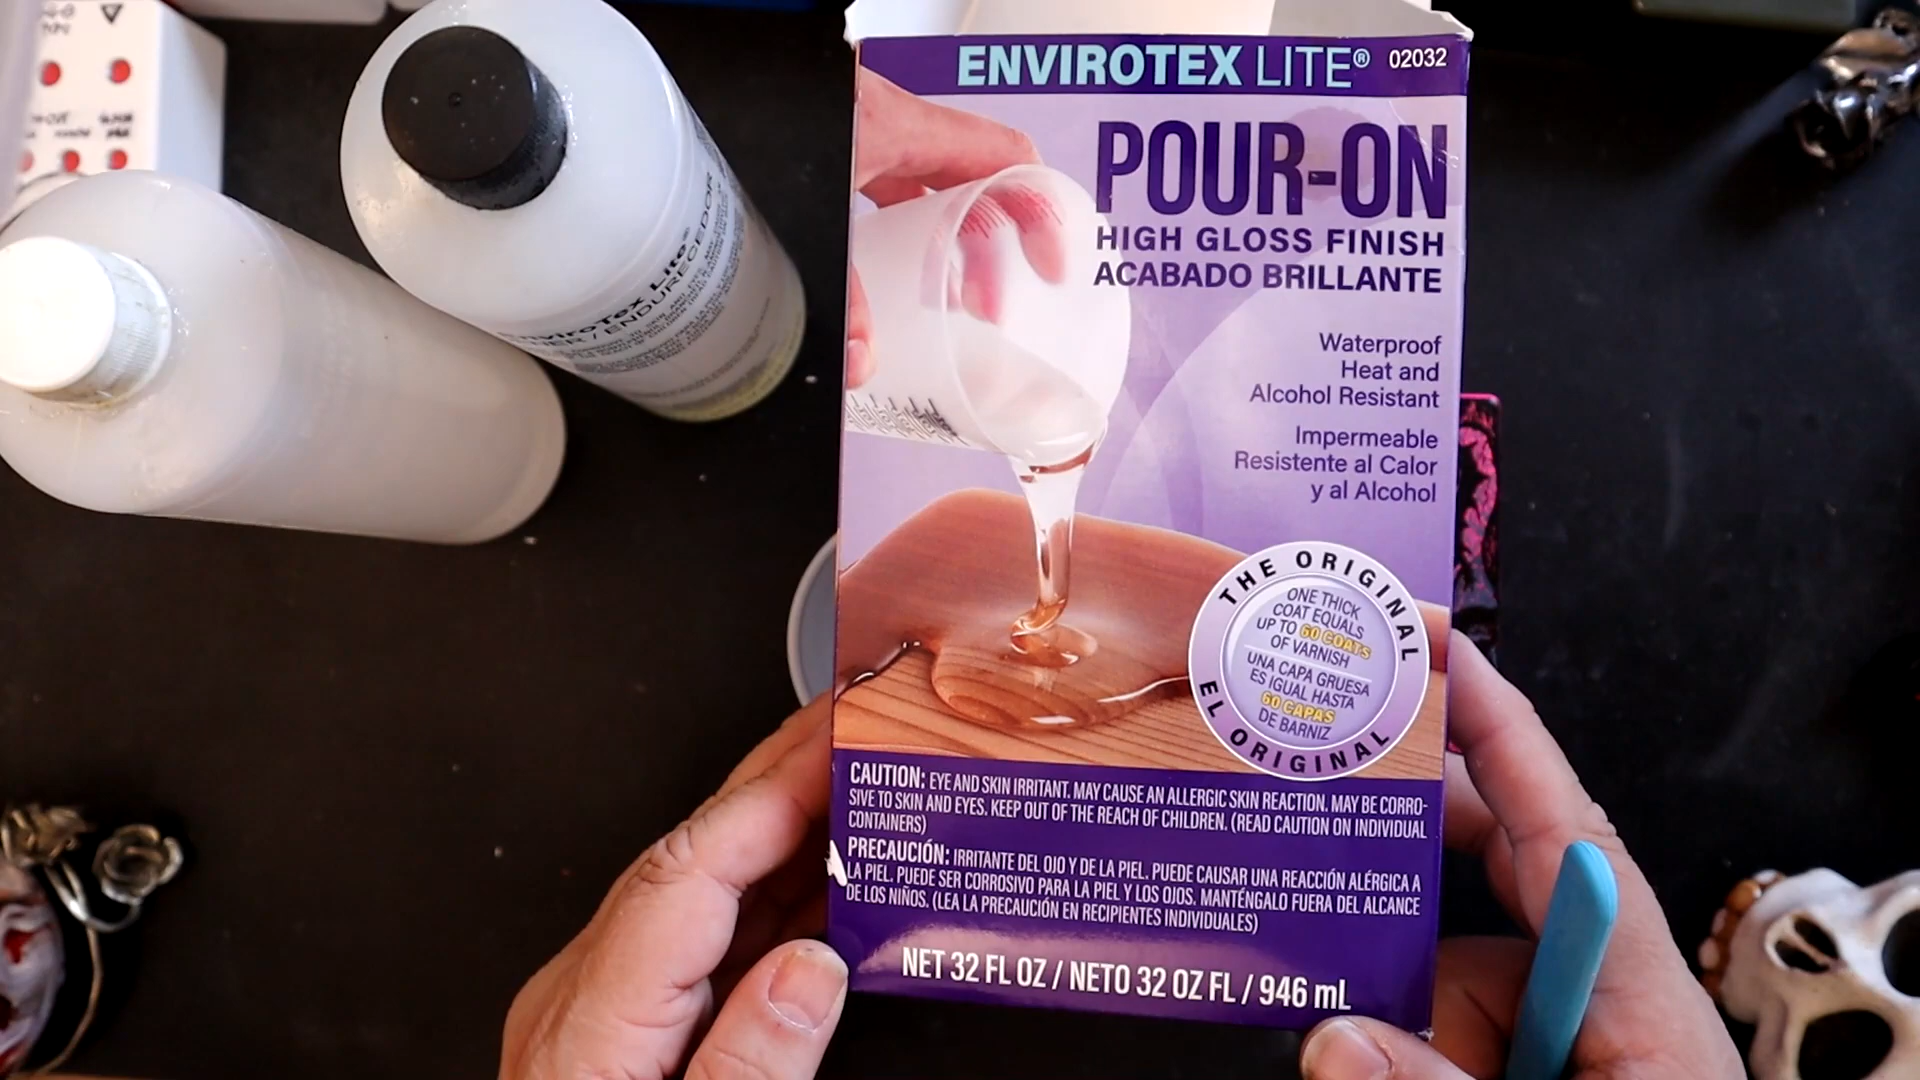 ENVIROTEX LITE® 02032
POUR-ON
HIGH GLOSS FINISH
ACABADO BRILLANTE
Waterproof
Heat and
Alcohol Resistant
Impermeable
Resistente al Calor
y al Alcohol
THE ORIGINAL
ONE THICK
COAT EQUALS
UP TO 60 COATS
OF VARNISH
UNA CAPA GRUESA
ES IGUAL HASTA
60 CAPAS
DE BARNIZ
EL ORIGINAL
CAUTION: EYE AND SKIN IRRITANT. MAY CAUSE AN ALLERGIC SKIN REACTION. MAY BE CORRO-
SIVE TO SKIN AND EYES. KEEP OUT OF THE REACH OF CHILDREN. (READ CAUTION ON INDIVIDUAL
CONTAINERS)
PRECAUCIÓN: IRRITANTE DEL OJO Y DE LA PIEL. PUEDE CAUSAR UNA REACCIÓN ALÉRGICA A
LA PIEL. PUEDE SER CORROSIVO PARA LA PIEL Y LOS OJOS. MANTÉNGALO FUERA DEL ALCANCE
DE LOS NIÑOS. (LEA LA PRECAUCIÓN EN RECIPIENTES INDIVIDUALES)
NET 32 FL OZ / NETO 32 OZ FL / 946 mL
Lite®
ENDURECEDOR